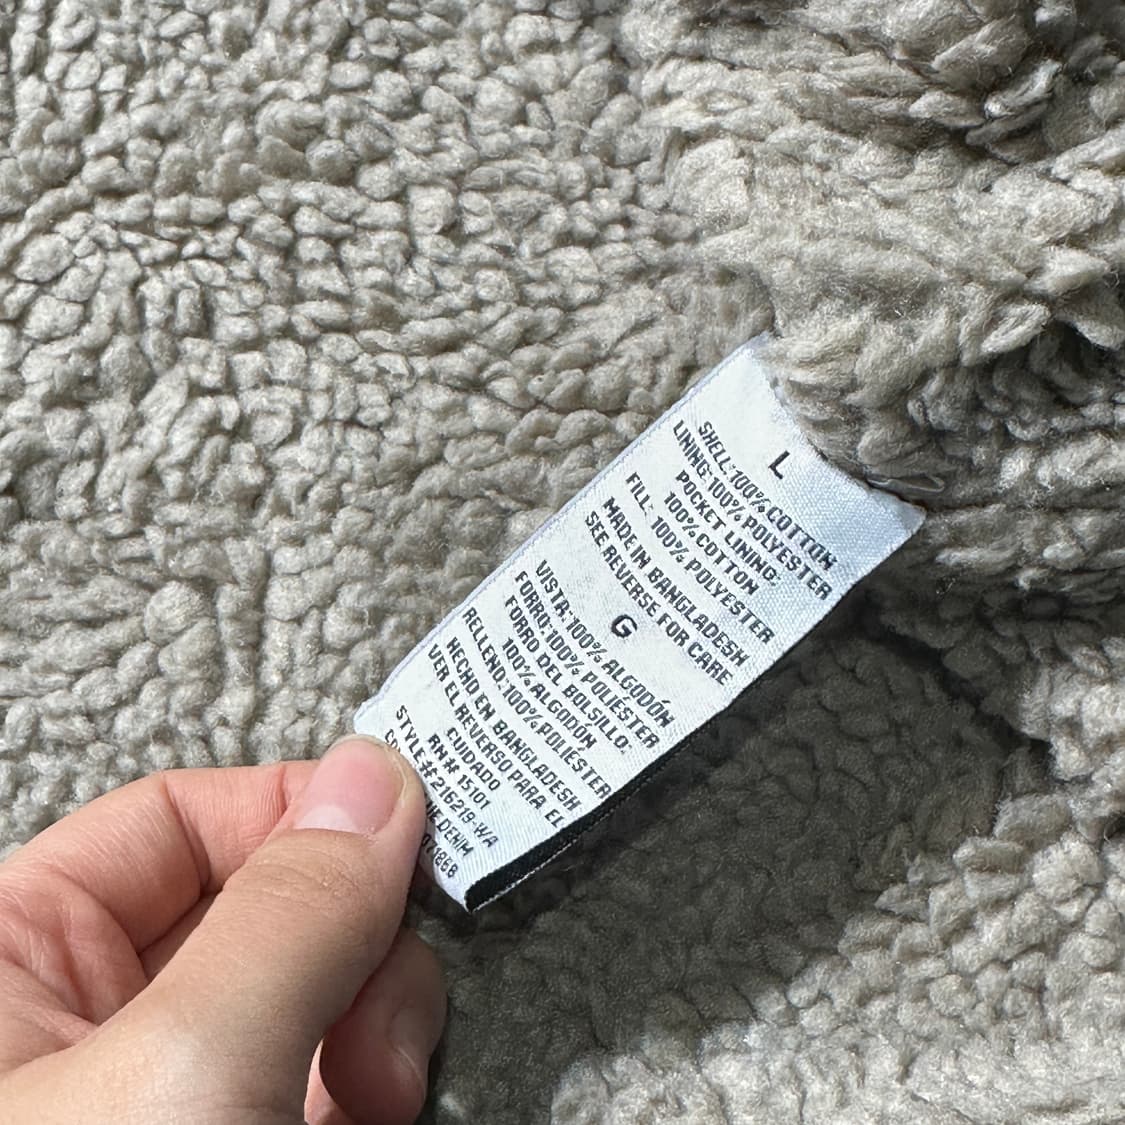 L
SHELL: 100% COTTON
LINING: 100% POLYESTER
POCKET LINING:
100% COTTON
FILL: 100% POLYESTER
MADE IN BANGLADESH
SEE REVERSE FOR CARE
G
VISTA: 100% ALGODÓN
FORRO: 100% POLIÉSTER
FORRO DEL BOLSILLO:
100% ALGODÓN
RELLENO: 100% POLIESTER
HECHO EN BANGLADESH
VER EL REVERSO PARA EL
CUIDADO
RN# 15101
STYLE# 216219-WA
DENIM